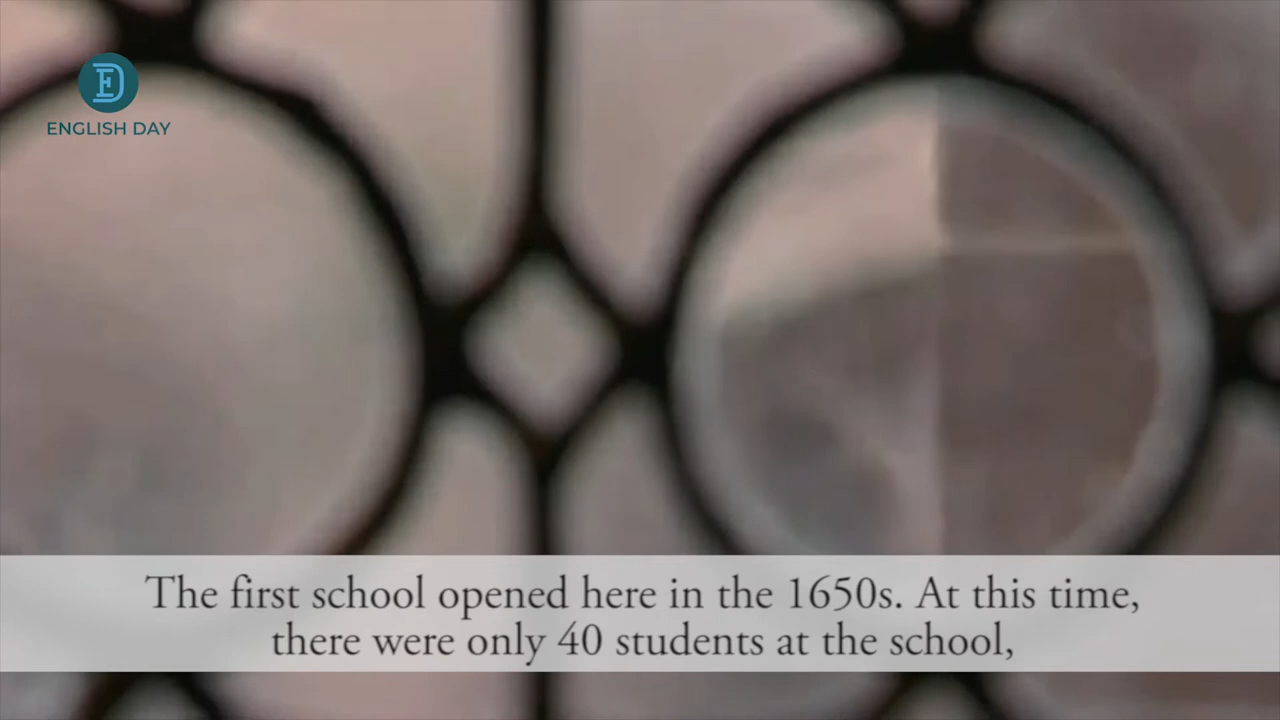 ENGLISH DAY
The first school opened here in the 1650s. At this time,
there were only 40 students at the school,